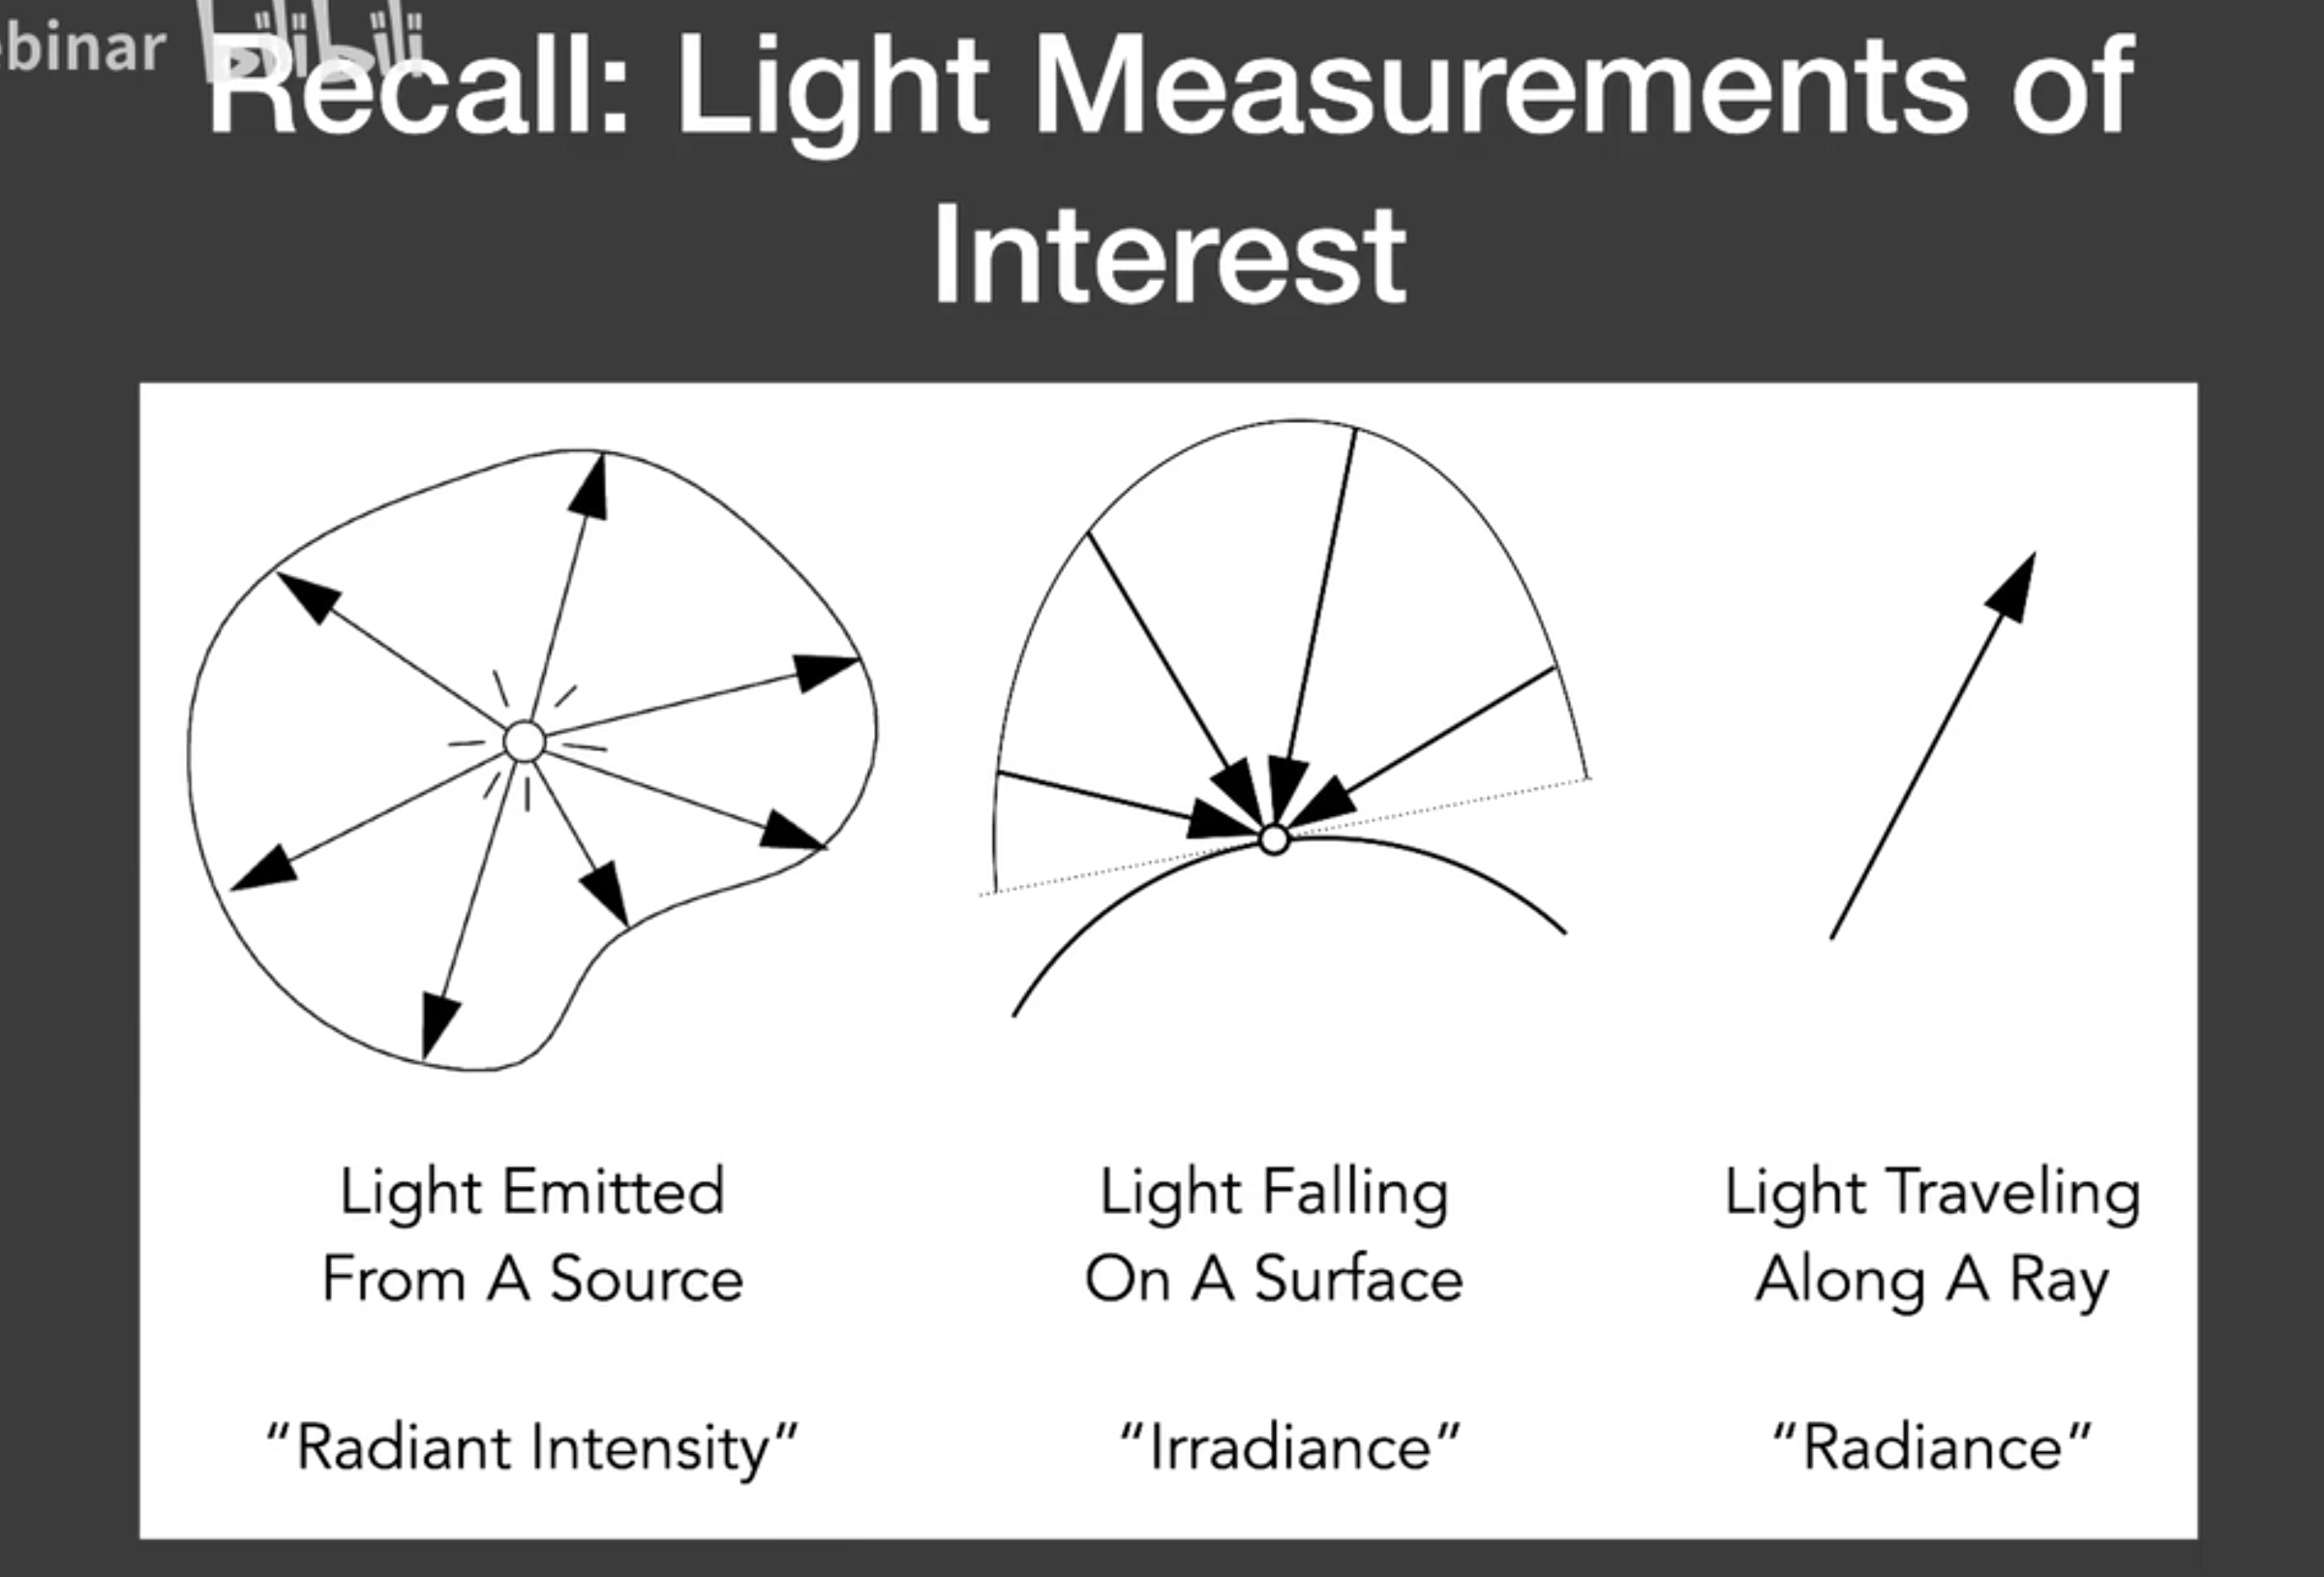 binar
bilibili
Recall: Light Measurements of
Interest
Light Emitted
From A Source
“Radiant Intensity”
Light Falling
On A Surface
“Irradiance”
Light Traveling
Along A Ray
“Radiance”